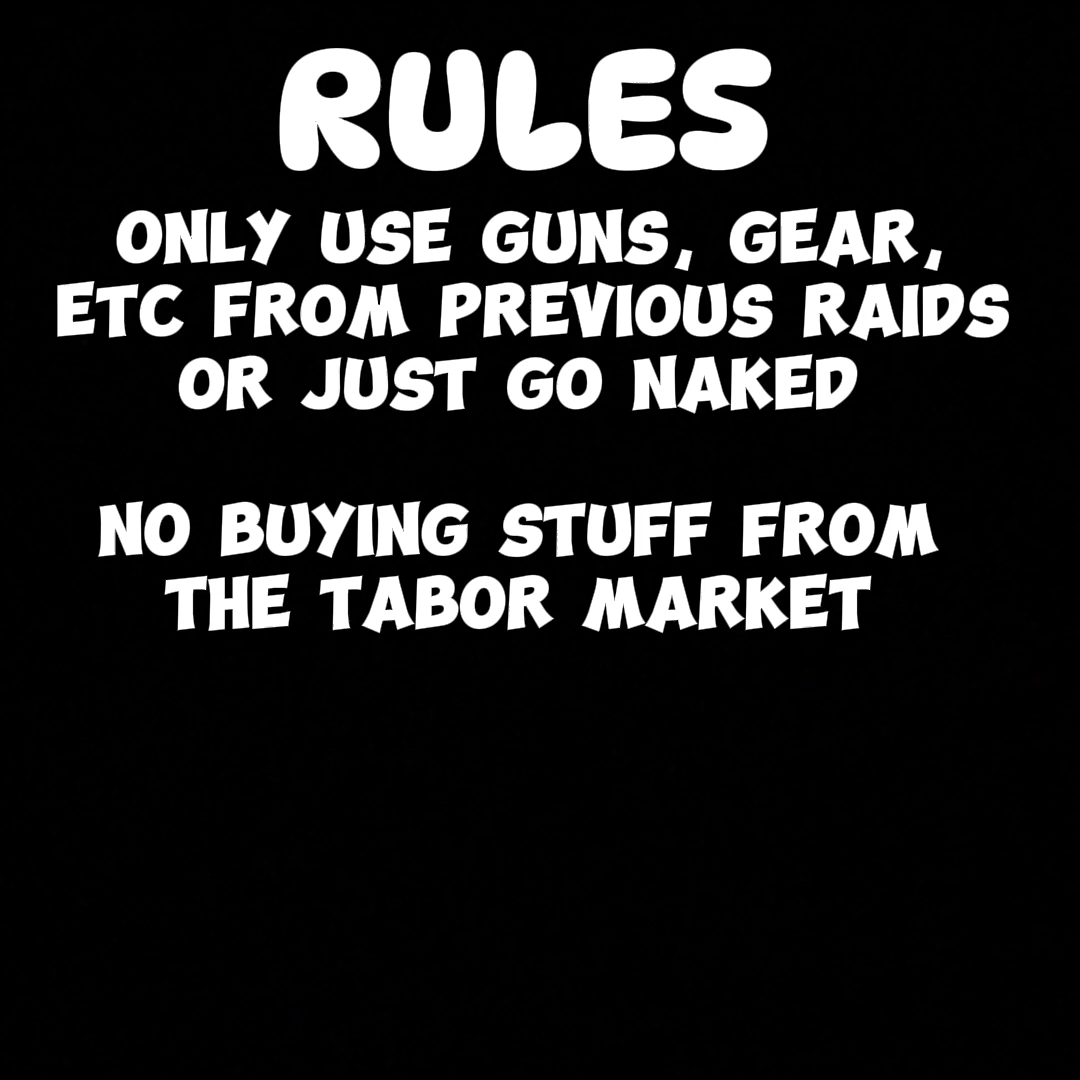 RULES
ONLY USE GUNS, GEAR,
ETC FROM PREVIOUS RAIDS
OR JUST GO NAKED
NO BUYING STUFF FROM
THE TABOR MARKET